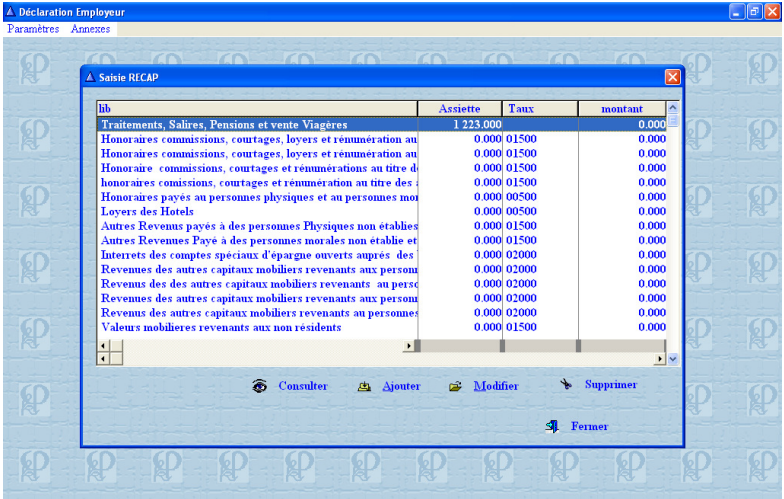 Déclaration Employeur
Paramètres Annexes
Saisie RECAP
lib Assiette Taux montant
Traitements, Salires, Pensions et vente Viagères 1 223.000 0.000
Honoraires commissions, courtages, loyers et rénumération au 0.000 01500 0.000
Honoraires commissions, courtages, loyers et rénumération au 0.000 01500 0.000
Honoraire commissions, courtages et rénumérations au titre d 0.000 01500 0.000
honoraires comissions, courtages et rénumération au titre des 0.000 01500 0.000
Honoraires payés au personnes physiques et au personnes mor 0.000 00500 0.000
Loyers des Hotels 0.000 00500 0.000
Autres Revenus payés à des personnes Physiques non établies 0.000 01500 0.000
Autres Revenues Payé à des personnes morales non établie et 0.000 01500 0.000
Interrets des comptes spéciaux d'épargne ouverts auprés des 0.000 02000 0.000
Revenues des autres capitaux mobiliers revenants aux personn 0.000 02000 0.000
Revenus des des autres capitaux mobiliers revenants au perso 0.000 02000 0.000
Revenues des autres capitaux mobiliers revenants aux personn 0.000 02000 0.000
Revenus des autres capitaux mobiliers revenants au personnes 0.000 02000 0.000
Valeurs mobilieres revenants aux non résidents 0.000 01500 0.000
Consulter Ajouter Modifier Supprimer
Fermer